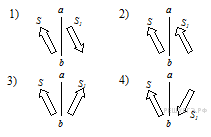 1) S a S₁ b
2) S a S₁ b
3) S a S₁ b
4) S a S₁ b